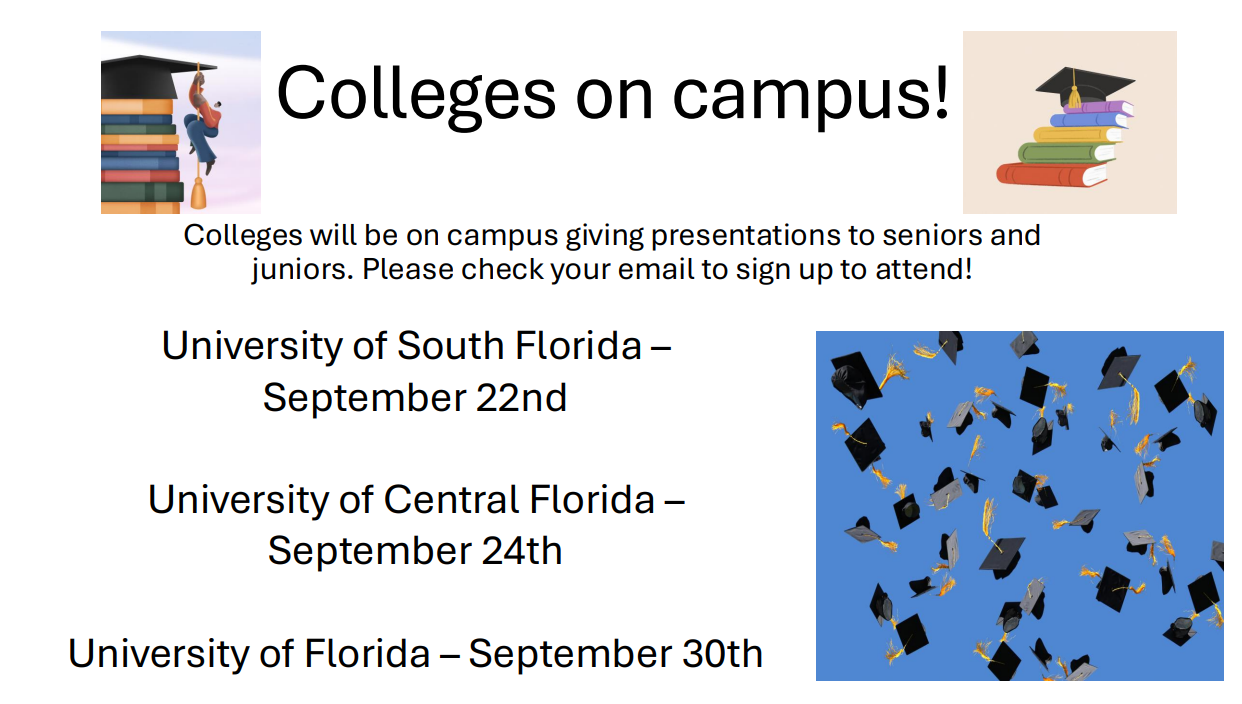 Colleges on campus!
Colleges will be on campus giving presentations to seniors and
juniors. Please check your email to sign up to attend!
University of South Florida –
September 22nd
University of Central Florida –
September 24th
University of Florida – September 30th